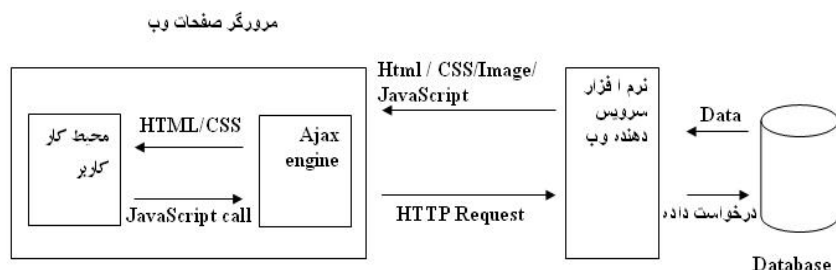 مرورگر صفحات وب
Html / CSS/Image/
JavaScript
نرم ا فزار
سرویس
دهنده وب
Data
محیط کار
کاربر
HTML/CSS
Ajax
engine
JavaScript call
HTTP Request
درخواست داده
Database